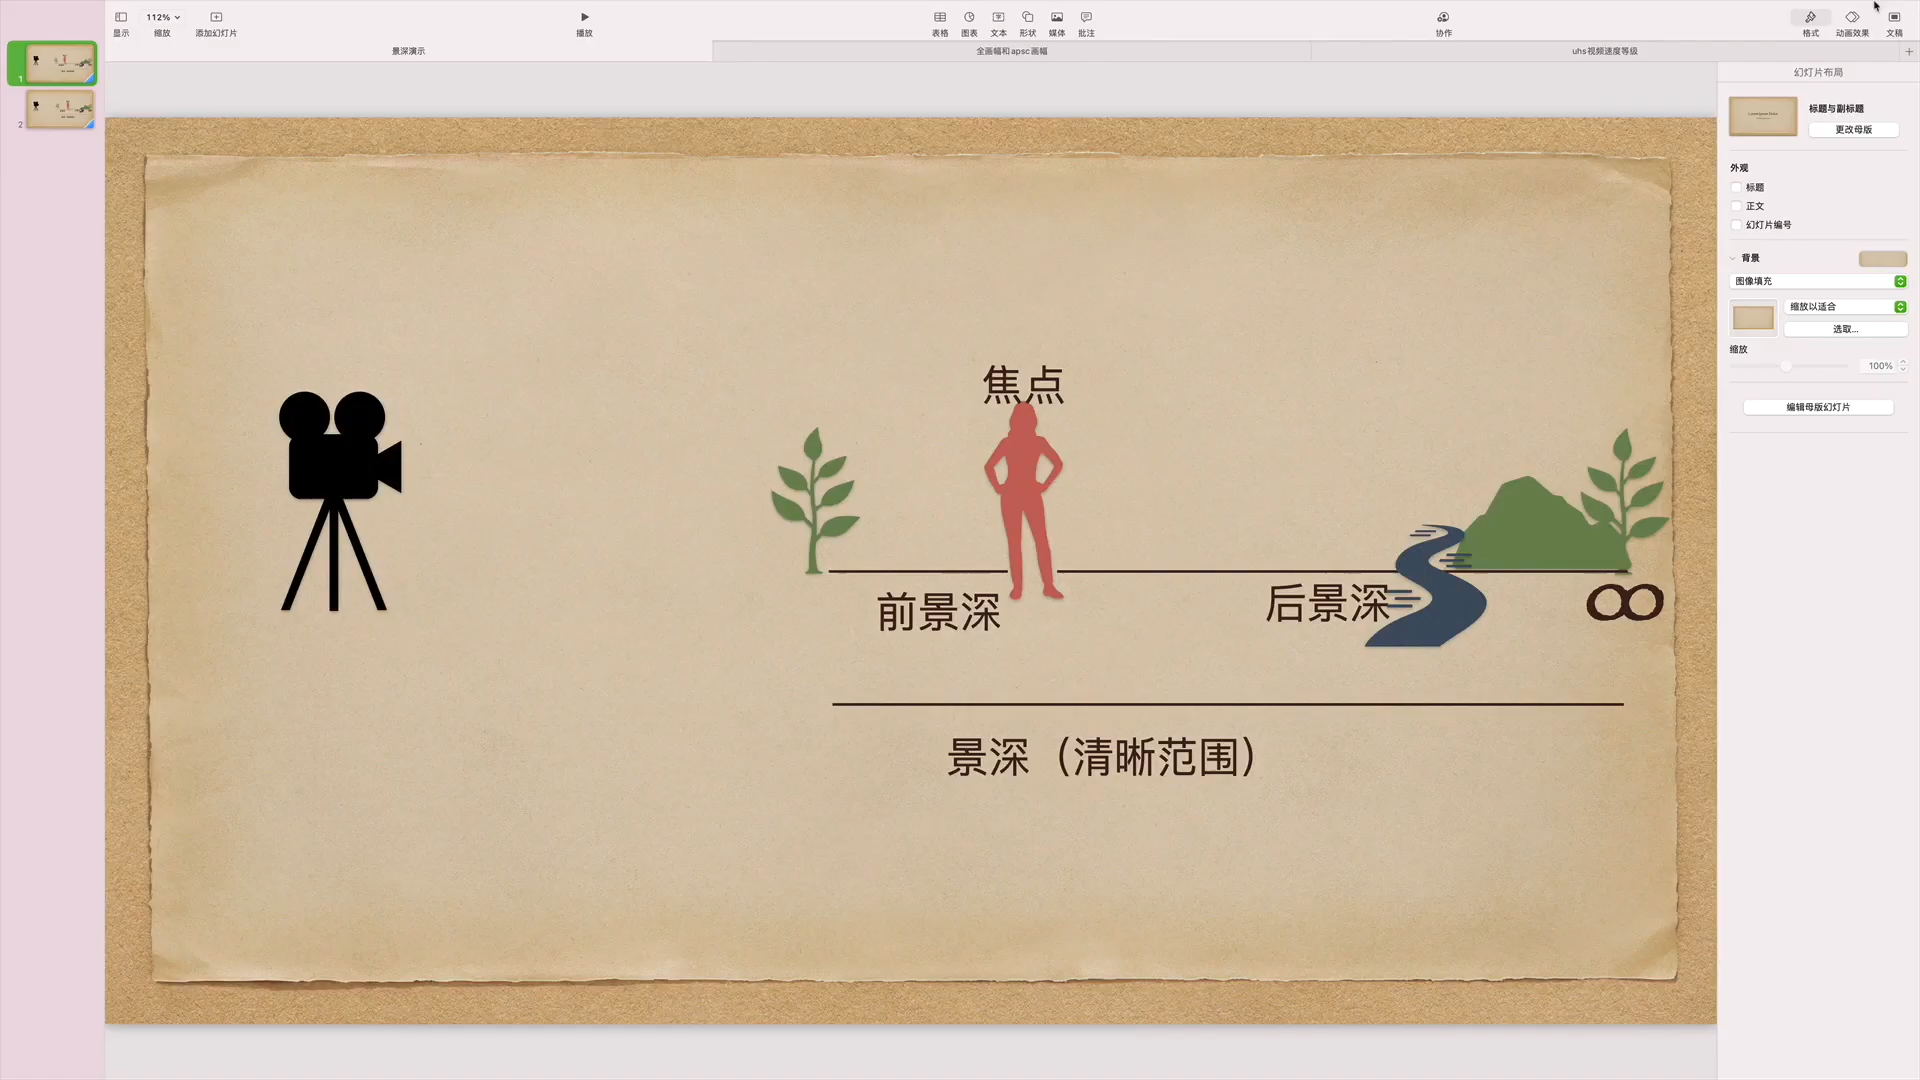 112%
显示
缩放
添加幻灯片
播放
表格
图表
文本
形状
媒体
批注
协作
格式
动画效果
文稿
景深演示
全画幅和apsc画幅
uhs视频速度等级
1
2
焦点
前景深
后景深
∞
景深（清晰范围）
幻灯片布局
标题与副标题
更改母版
外观
标题
正文
幻灯片编号
背景
图像填充
缩放以适合
选取...
缩放
100%
编辑母版幻灯片